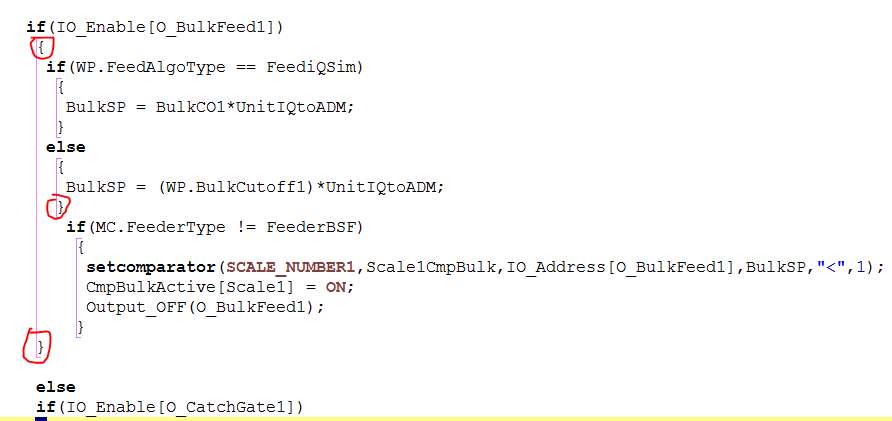 if(IO_Enable[O_BulkFeed1])
{
if(WP.FeedAlgoType == FeediQSim)
{
BulkSP = BulkCO1*UnitIQtoADM;
}
else
{
BulkSP = (WP.BulkCutoff1)*UnitIQtoADM;
}
if(MC.FeederType != FeederBSF)
{
setcomparator(SCALE_NUMBER1,Scale1CmpBulk,IO_Address[O_BulkFeed1],BulkSP,"<",1);
CmpBulkActive[Scale1] = ON;
Output_OFF(O_BulkFeed1);
}
}
else
if(IO_Enable[O_CatchGate1])